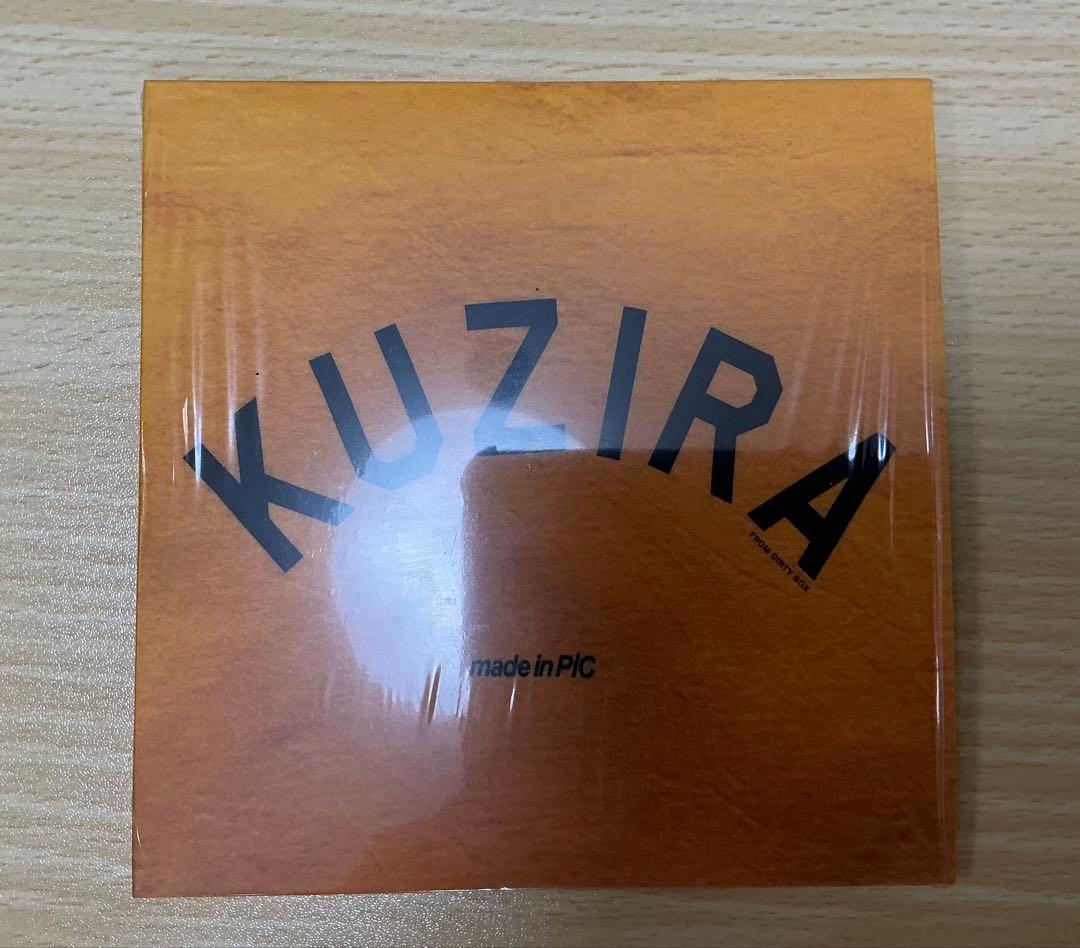 KUZIRA
FROM DIRTY BOX
made in PIC